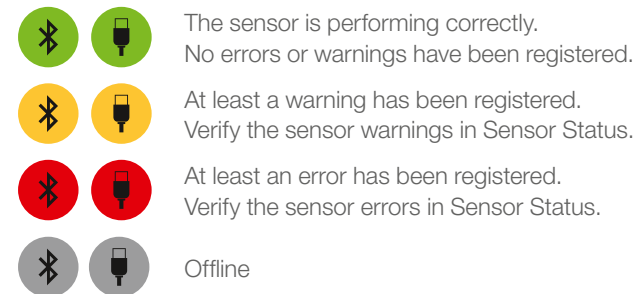 The sensor is performing correctly.
No errors or warnings have been registered.
At least a warning has been registered.
Verify the sensor warnings in Sensor Status.
At least an error has been registered.
Verify the sensor errors in Sensor Status.
Offline